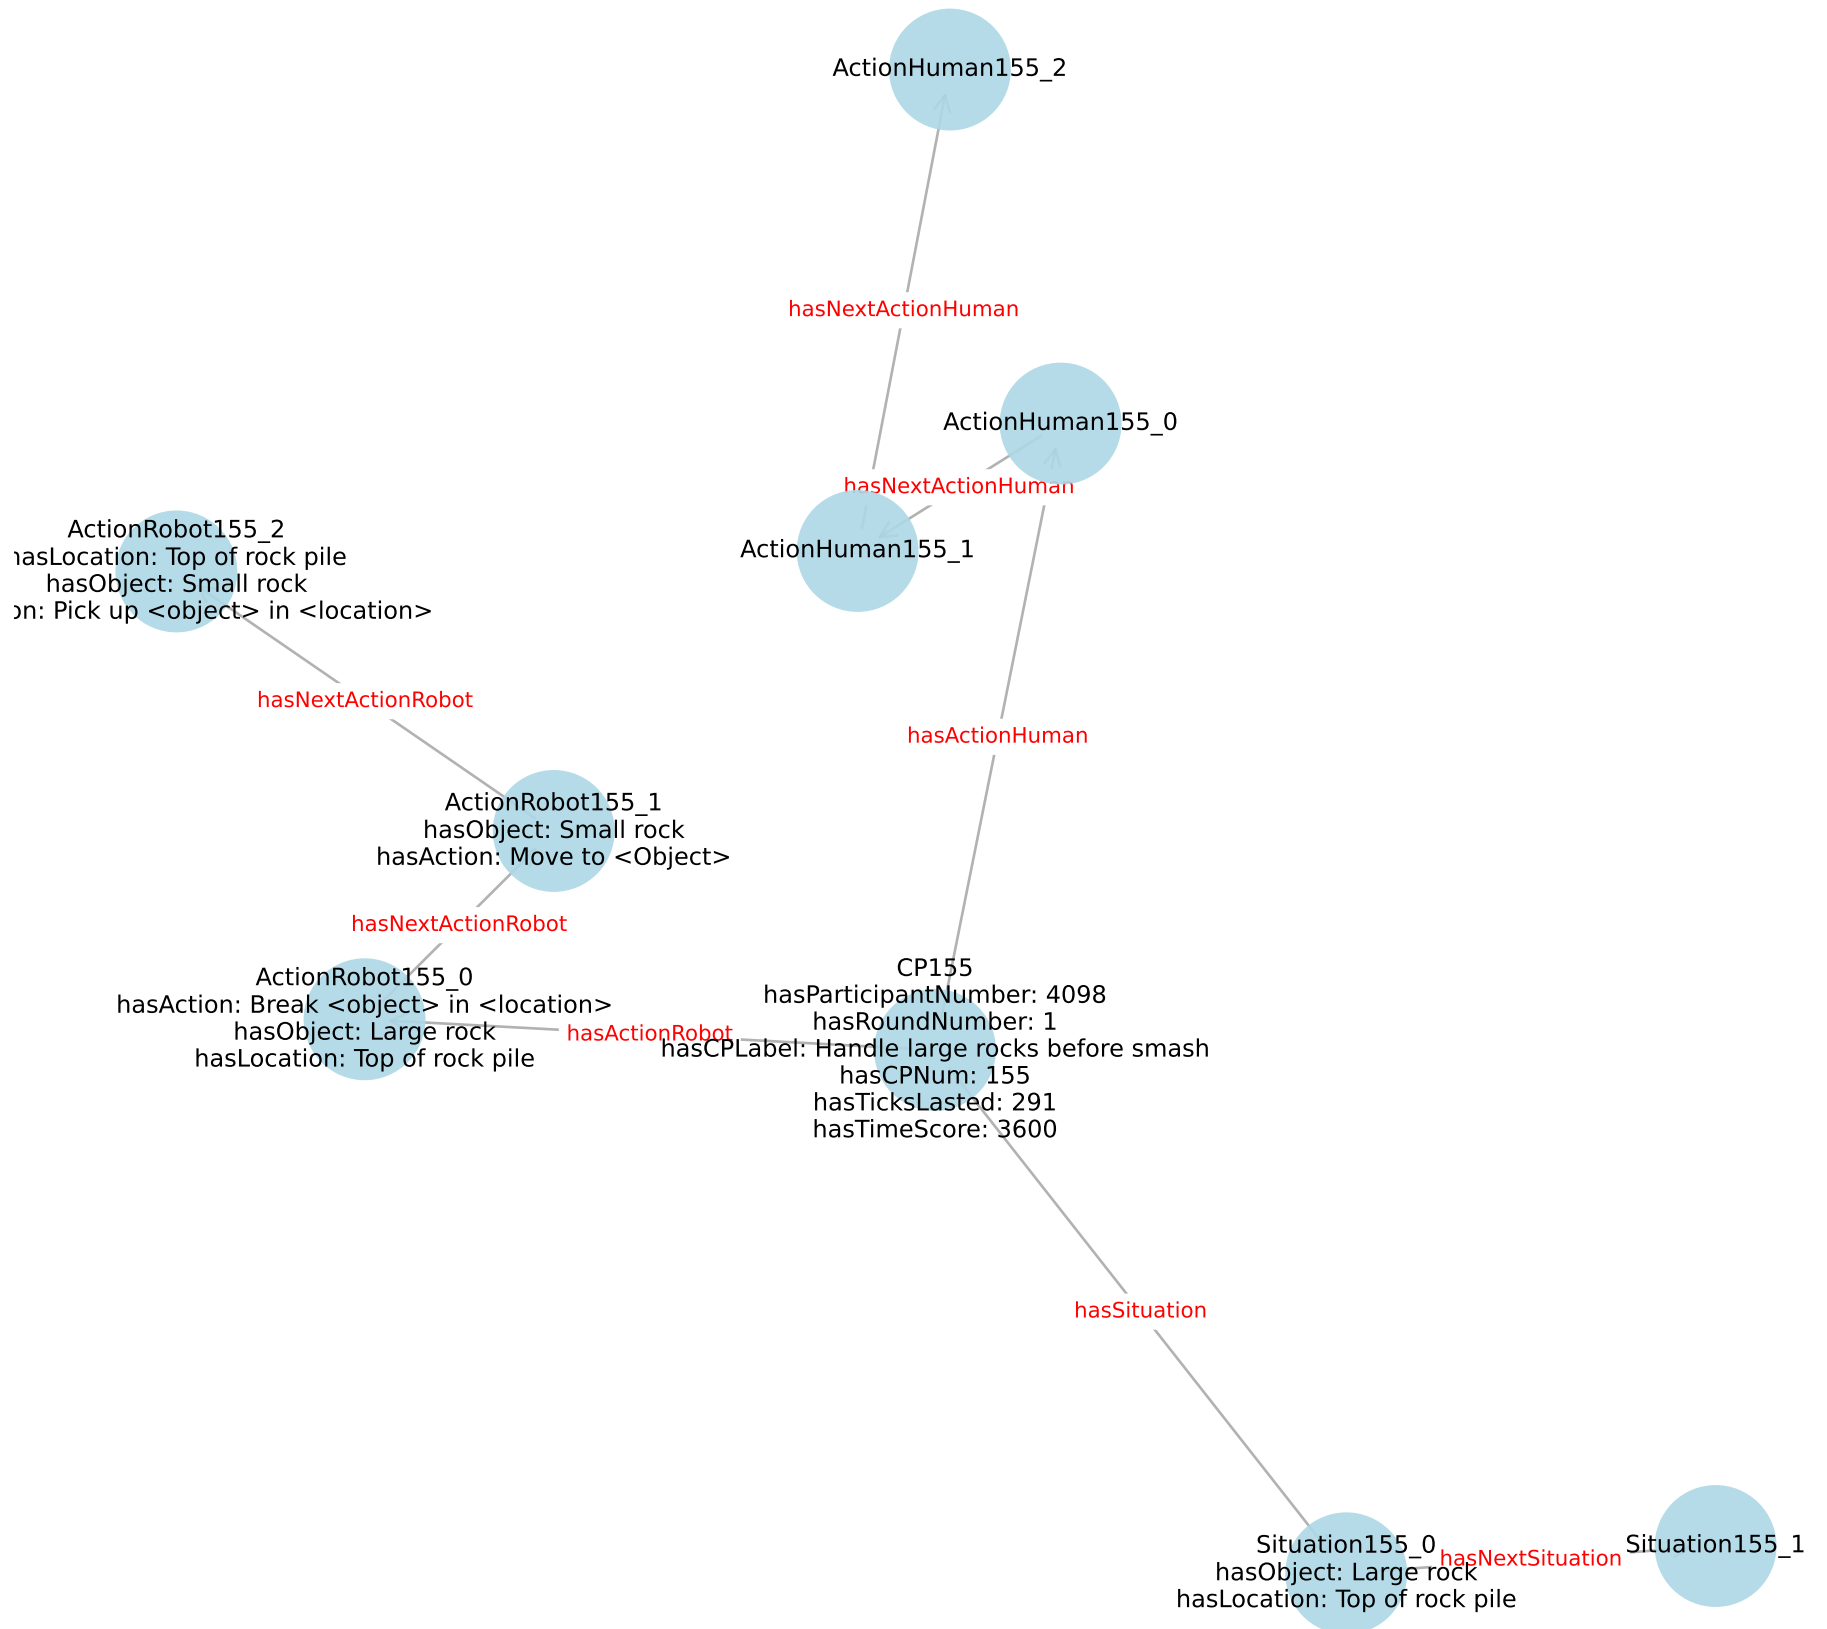 ActionHuman155_2
hasNextActionHuman
ActionHuman155_0
hasNextActionHuman
ActionHuman155_1
ActionRobot155_2
hasLocation: Top of rock pile
hasObject: Small rock
on: Pick up <object> in <location>
hasNextActionRobot
hasActionHuman
ActionRobot155_1
hasObject: Small rock
hasAction: Move to <Object>
hasNextActionRobot
ActionRobot155_0
hasAction: Break <object> in <location>
hasObject: Large rock
hasLocation: Top of rock pile
hasActionRobot
CP155
hasParticipantNumber: 4098
hasRoundNumber: 1
hasCPLabel: Handle large rocks before smash
hasCPNum: 155
hasTicksLasted: 291
hasTimeScore: 3600
hasSituation
Situation155_0
hasObject: Large rock
hasLocation: Top of rock pile
hasNextSituation
Situation155_1